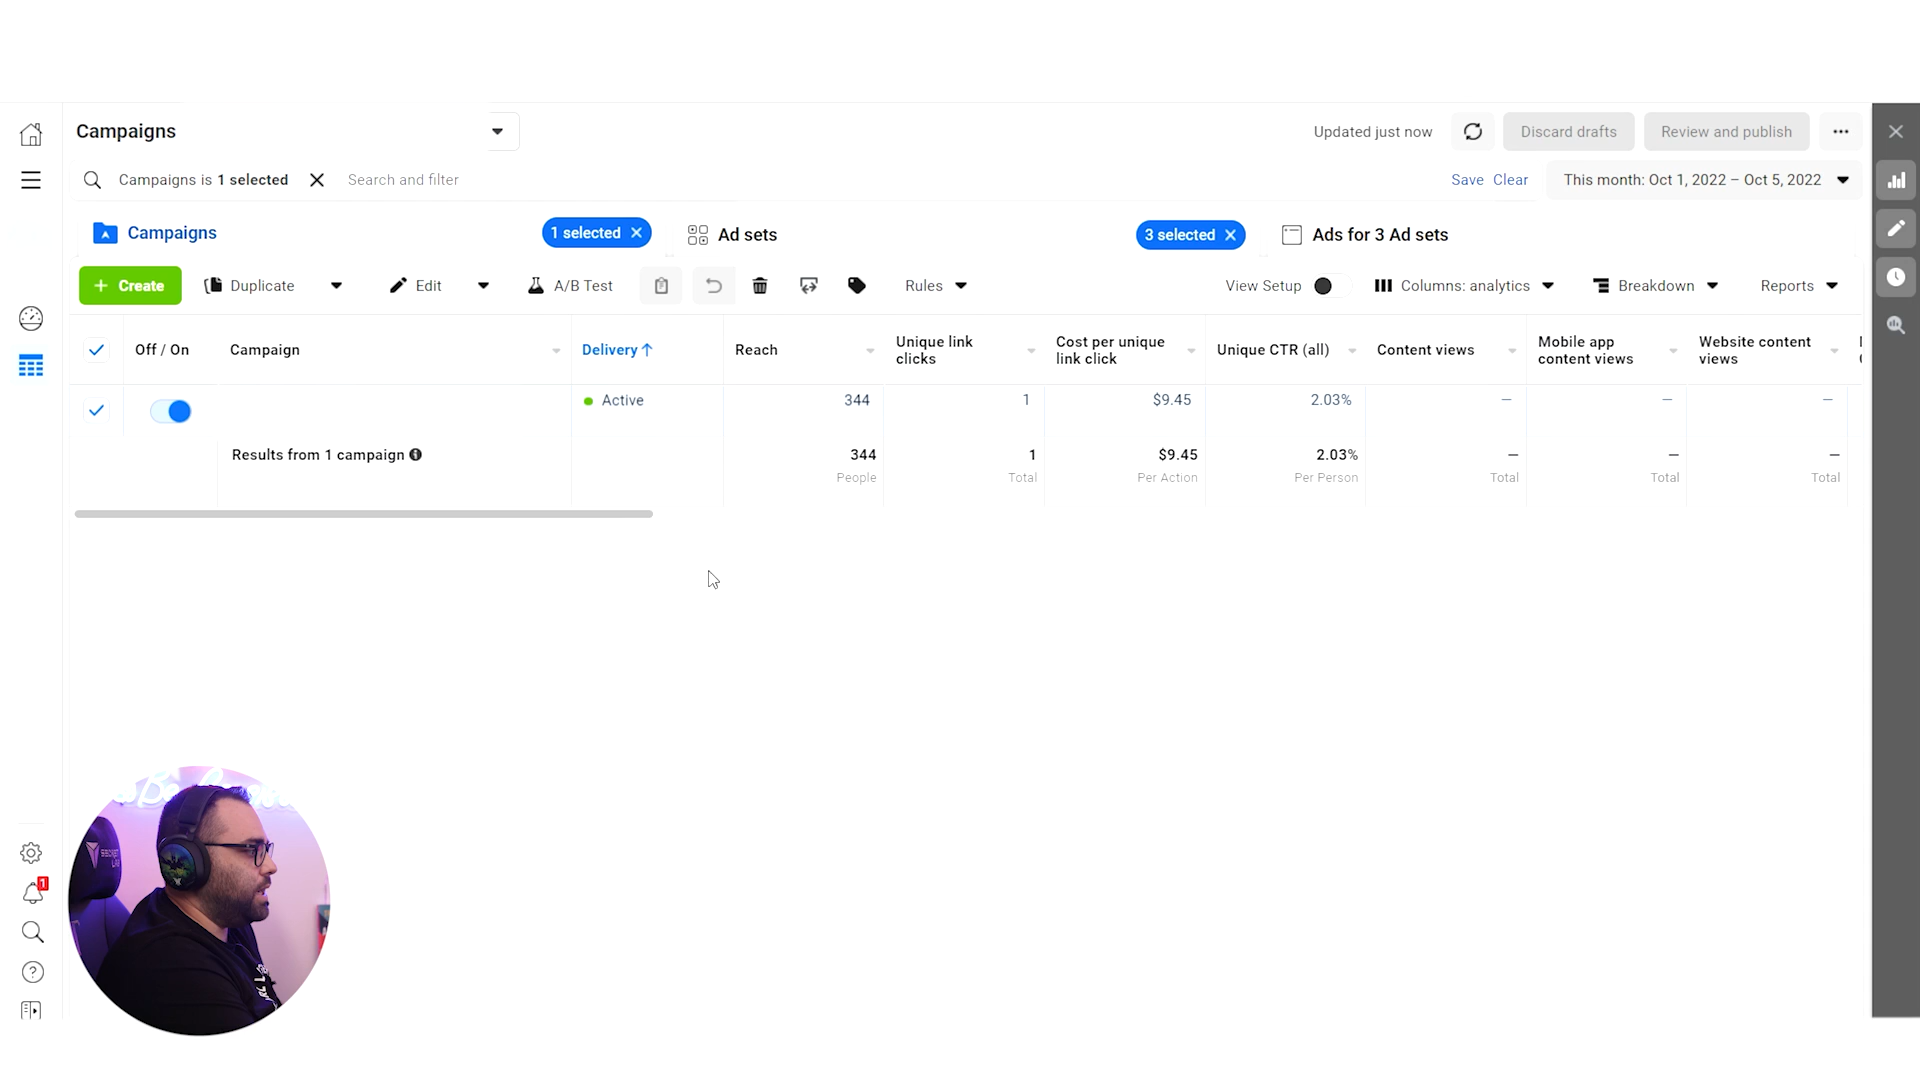 Campaigns
Updated just now
Discard drafts
Review and publish
Campaigns is 1 selected
Search and filter
Save Clear
This month: Oct 1, 2022 – Oct 5, 2022
Campaigns
1 selected
Ad sets
3 selected
Ads for 3 Ad sets
+ Create
Duplicate
Edit
A/B Test
Rules
View Setup
Columns: analytics
Breakdown
Reports
Off / On
Campaign
Delivery ↑
Reach
Unique link
clicks
Cost per unique
link click
Unique CTR (all)
Content views
Mobile app
content views
Website content
views
Active
344
1
$9.45
2.03%
—
—
—
Results from 1 campaign
344
People
1
Total
$9.45
Per Action
2.03%
Per Person
—
Total
—
Total
—
Total
1